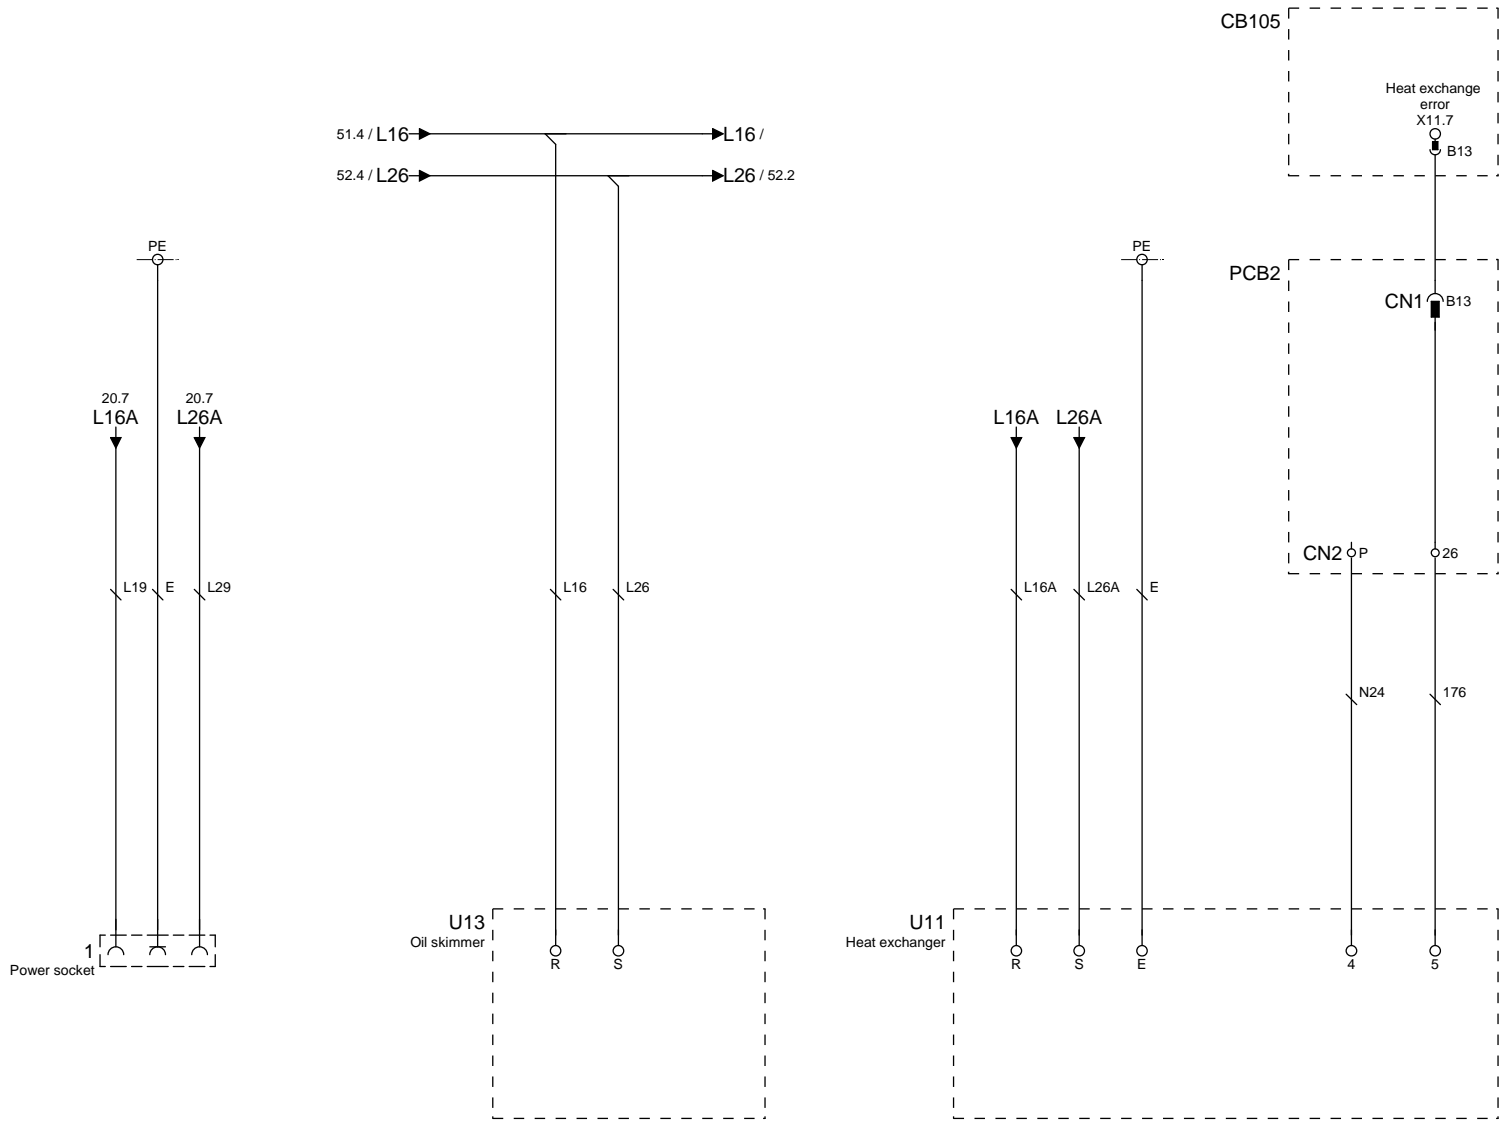 CB105
Heat exchange
error
X11.7
B13
51.4 / L16
L16 /
52.4 / L26
L26 / 52.2
PE
PE
PCB2
CN1
B13
20.7
L16A
20.7
L26A
L16A
L26A
CN2
P
26
L19
E
L29
L16
L26
L16A
L26A
E
N24
176
1
Power socket
U13
Oil skimmer
R
S
U11
Heat exchanger
R
S
E
4
5